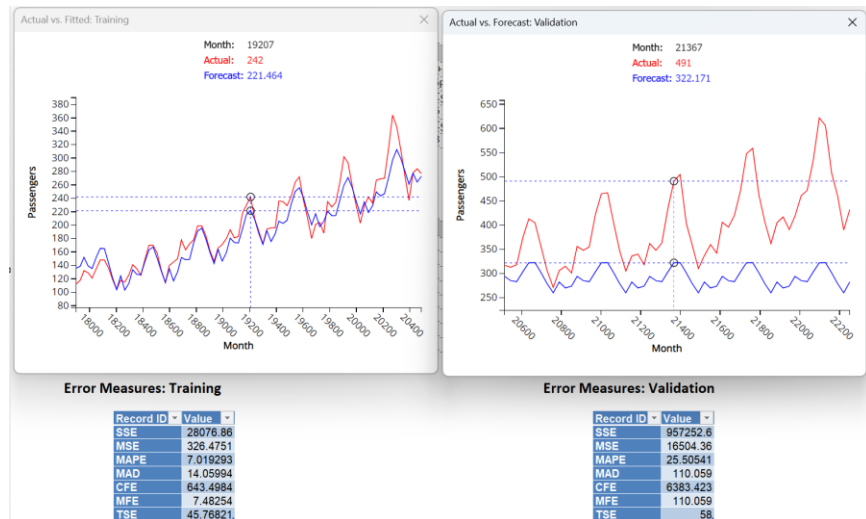 Actual vs. Fitted: Training
Month: 19207
Actual: 242
Forecast: 221.464
380
360
340
320
300
280
260
240
220
200
180
160
140
120
100
80
Passengers
18000 18200 18400 18600 18800 19000 19200 19400 19600 19800 20000 20200 20400
Month
Actual vs. Forecast: Validation
Month: 21367
Actual: 491
Forecast: 322.171
650
600
550
500
450
400
350
300
250
Passengers
20600 20800 21000 21200 21400 21600 21800 22000 22200
Month
Error Measures: Training
Record ID Value
SSE 28076.86
MSE 326.4751
MAPE 7.019293
MAD 14.05994
CFE 643.4984
MFE 7.48254
TSE 45.76821
Error Measures: Validation
Record ID Value
SSE 957252.6
MSE 16504.36
MAPE 25.50541
MAD 110.059
CFE 6383.423
MFE 110.059
TSE 58.